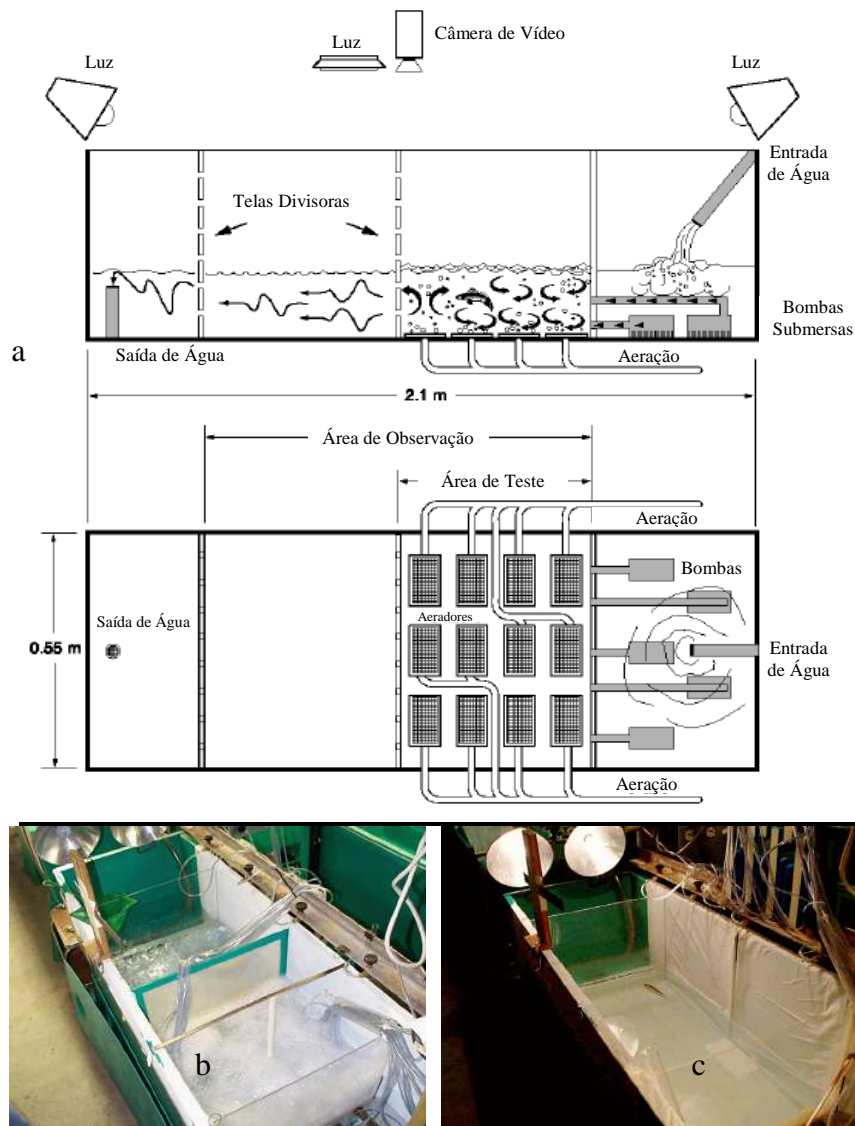 Câmera de Vídeo
Luz
Luz
Luz
Entrada
de Água
Telas Divisoras
Bombas
Submersas
a
Saída de Água
Aeração
2.1 m
Área de Observação
Área de Teste
Aeração
Bombas
Aeradores
Saída de Água
0.55 m
Entrada
de Água
Aeração
b
c